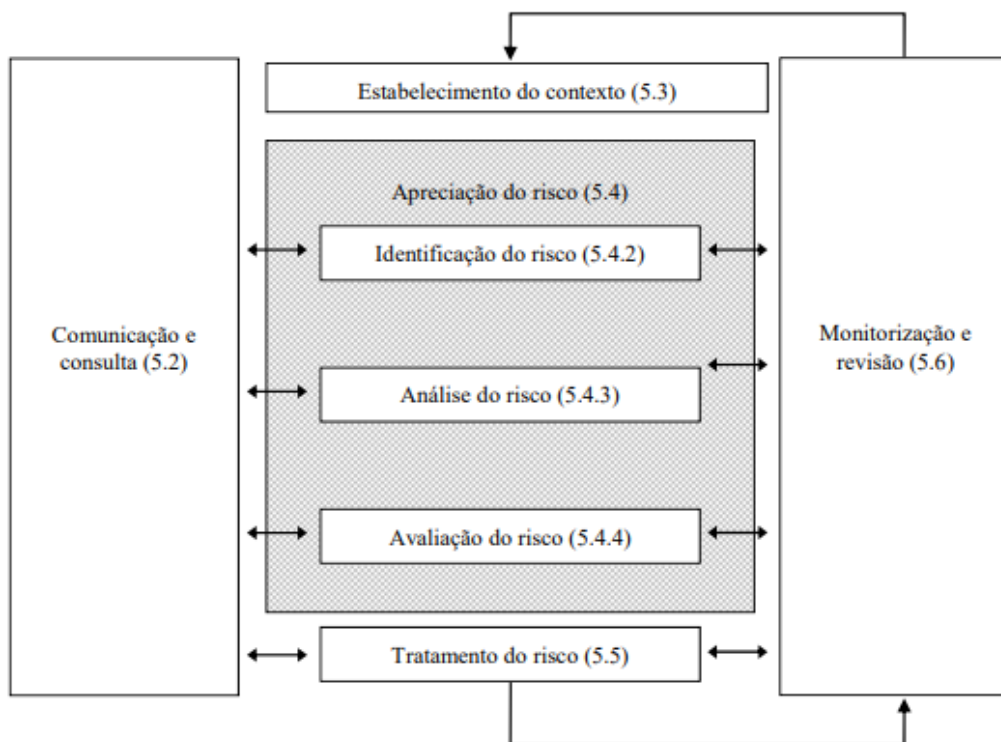 Estabelecimento do contexto (5.3)
Apreciação do risco (5.4)
Identificação do risco (5.4.2)
Comunicação e
consulta (5.2)
Monitorização e
revisão (5.6)
Análise do risco (5.4.3)
Avaliação do risco (5.4.4)
Tratamento do risco (5.5)